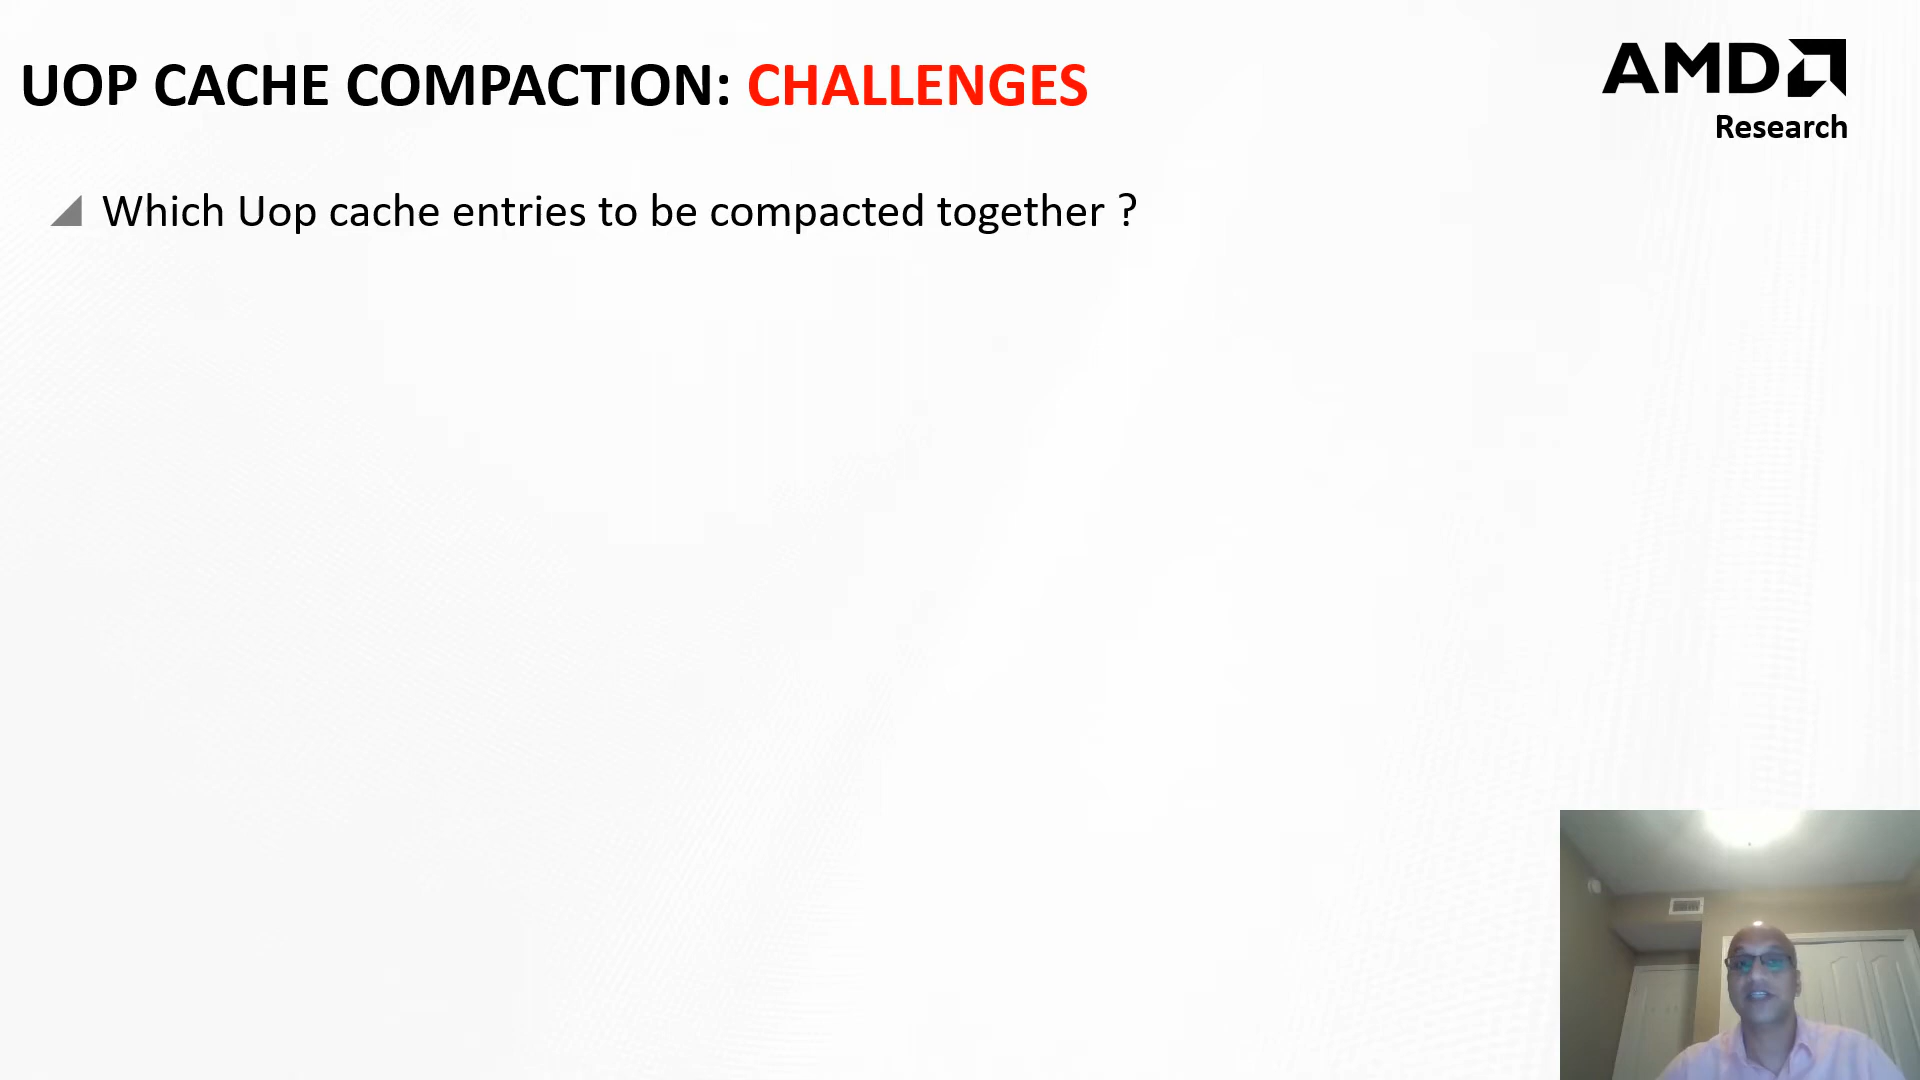 UOP CACHE COMPACTION: CHALLENGES
AMD
Research
Which Uop cache entries to be compacted together ?